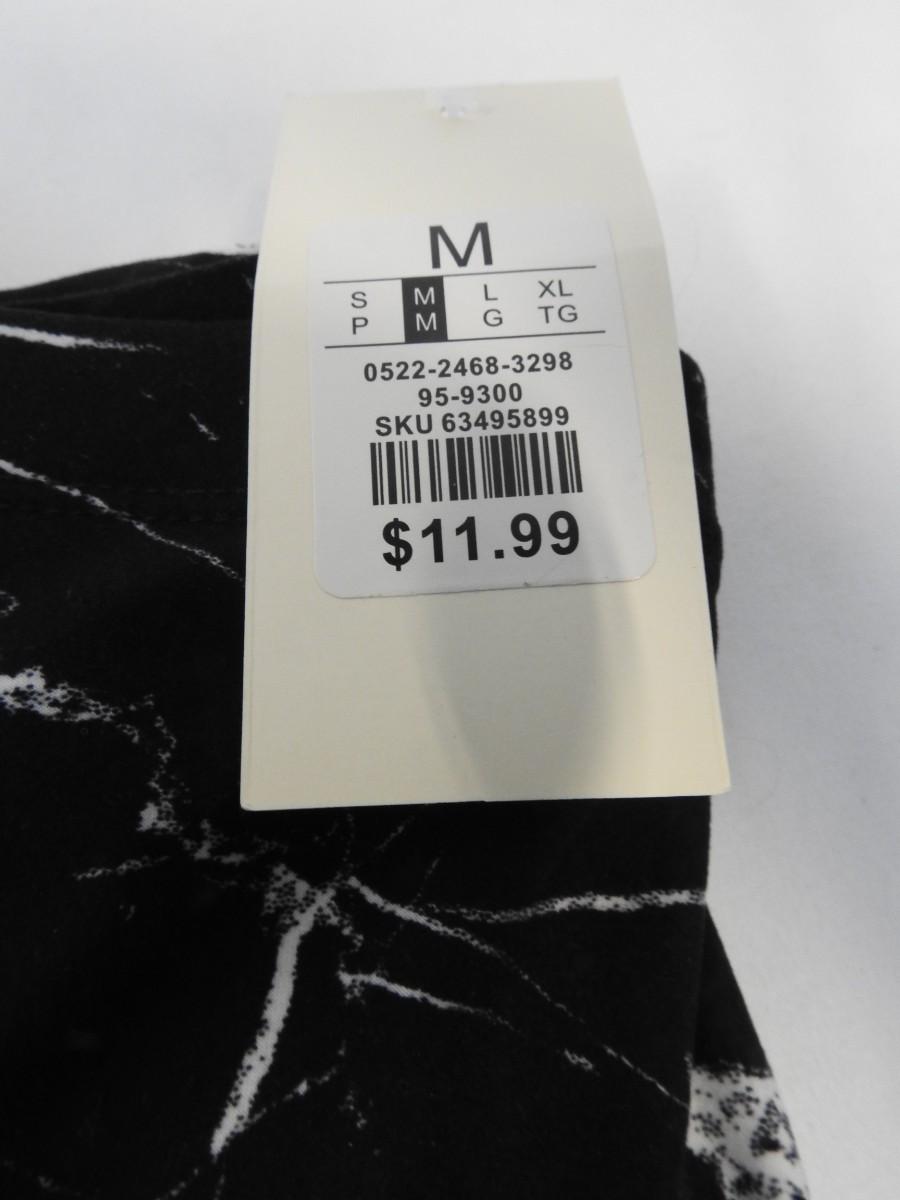 M
S M L XL
P M G TG
0522-2468-3298
95-9300
SKU 63495899
$11.99